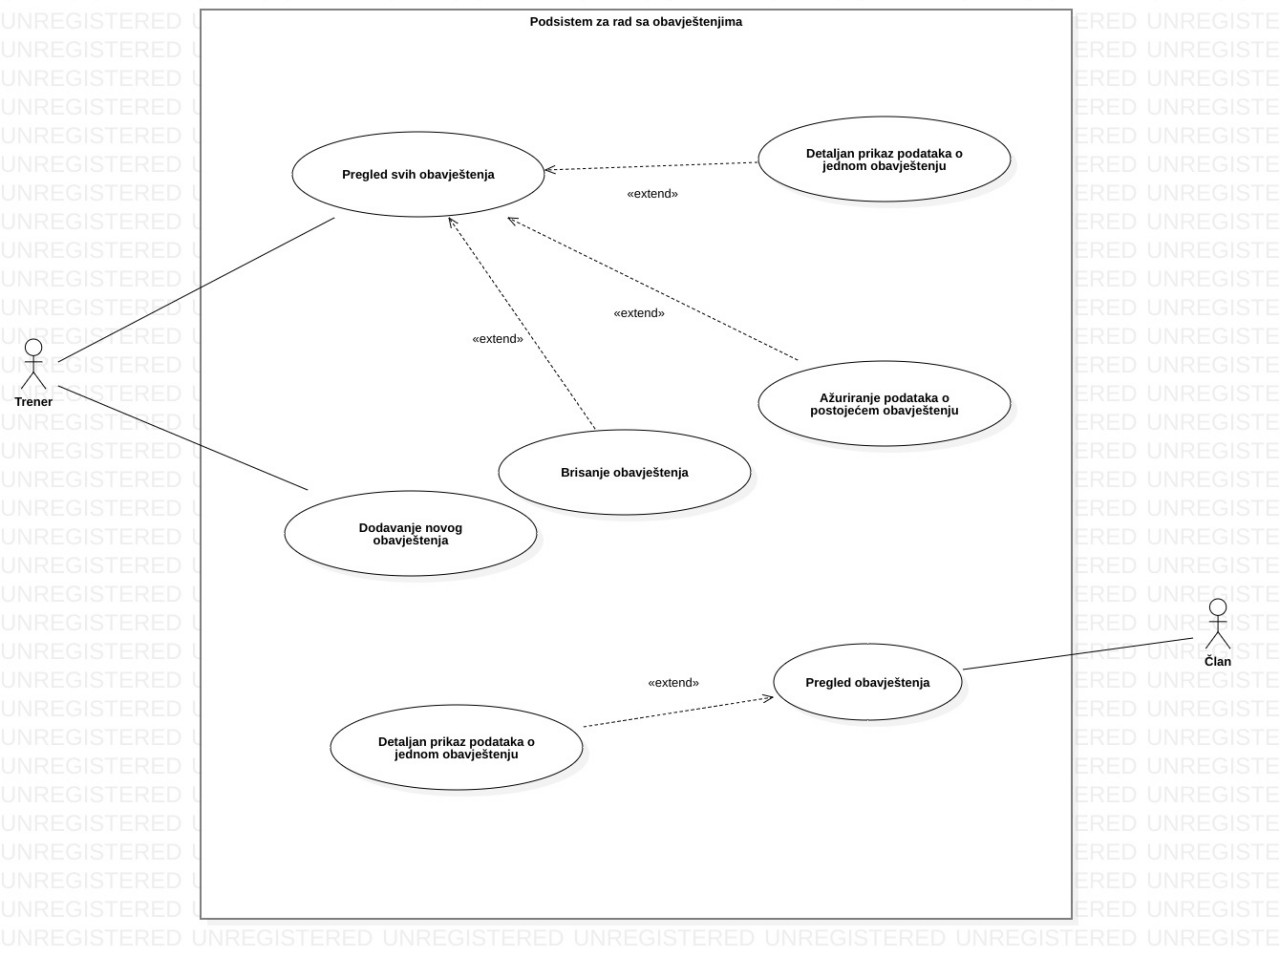 Podsistem za rad sa obavještenjima
Pregled svih obavještenja
Detaljan prikaz podataka o
jednom obavještenju
«extend»
«extend»
«extend»
Trener
Ažuriranje podataka o
postojećem obavještenju
Brisanje obavještenja
Dodavanje novog
obavještenja
Član
«extend»
Pregled obavještenja
Detaljan prikaz podataka o
jednom obavještenju
UNREGISTERED UNREGISTERED UNREGISTERED UNREGISTERED UNREGISTERED UNREGISTERED UNREGISTE